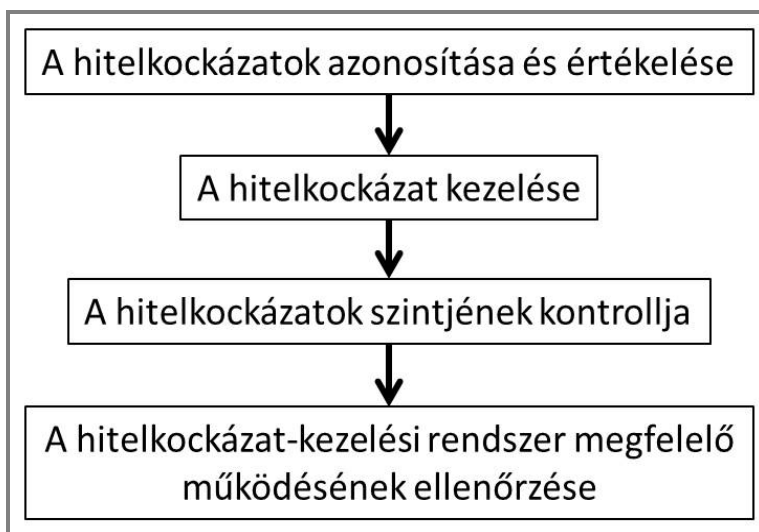 A hitelkockázatok azonosítása és értékelése
A hitelkockázat kezelése
A hitelkockázatok szintjének kontrollja
A hitelkockázat-kezelési rendszer megfelelő
működésének ellenőrzése